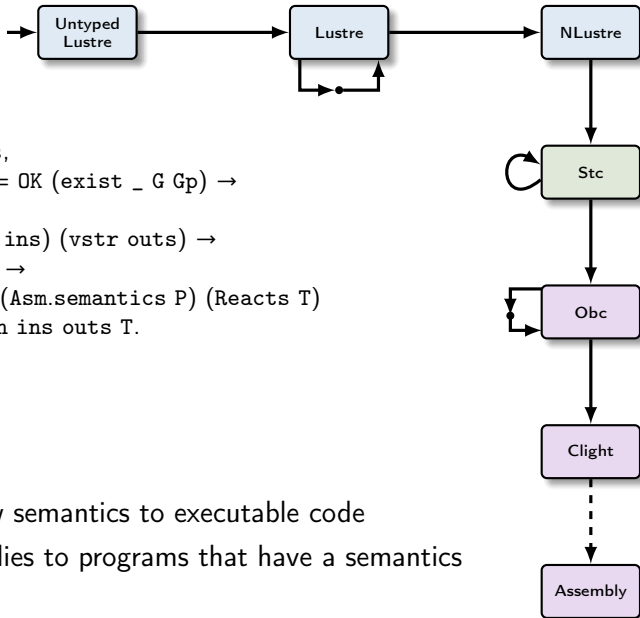 Untyped
Lustre
Lustre
NLustre
Stc
= OK (exist _ G Gp) →
ins) (vstr outs) →
→
(Asm.semantics P) (Reacts T)
ins outs T.
Obc
Clight
semantics to executable code
to programs that have a semantics
Assembly